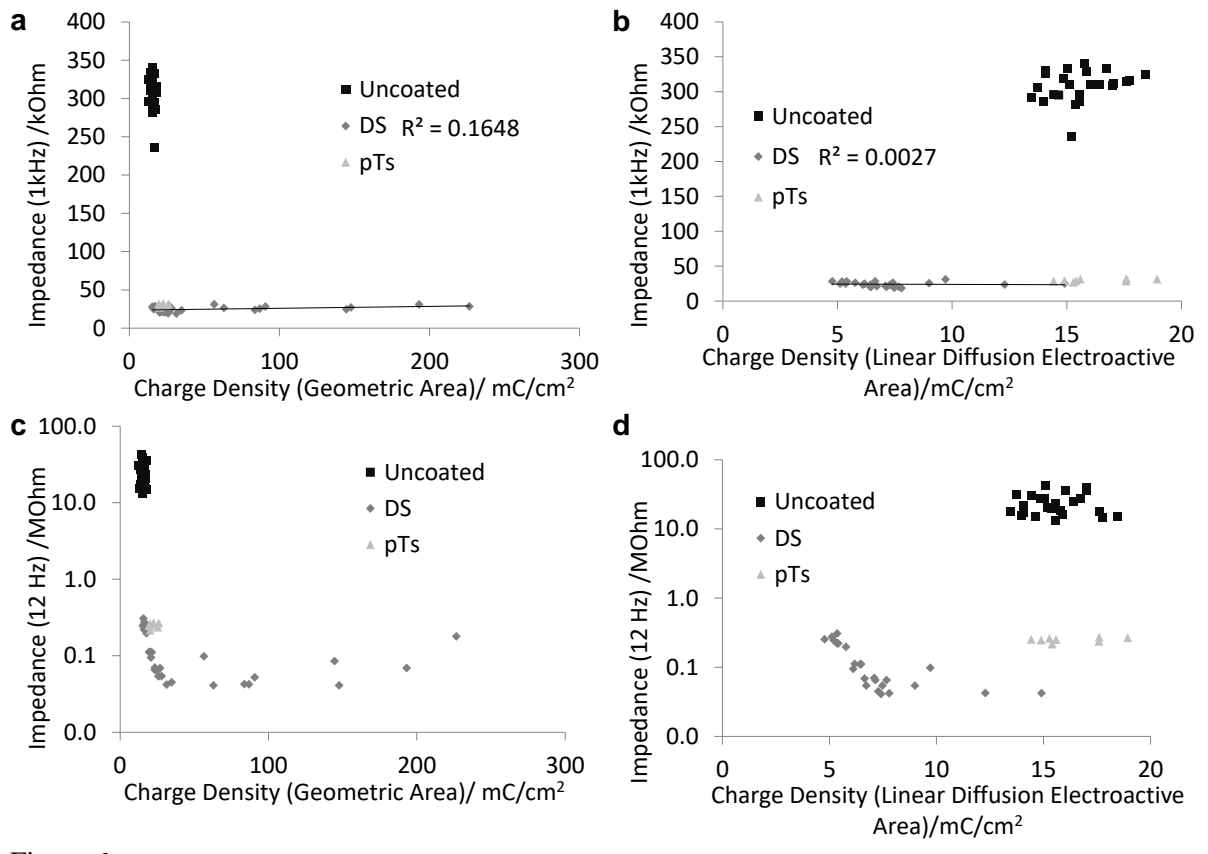 a
400
350
300
250
200
150
100
50
0
Impedance (1kHz) /kOhm
Uncoated
DS R² = 0.1648
pTs
0 100 200 300
Charge Density (Geometric Area)/ mC/cm²
b
400
350
300
250
200
150
100
50
0
Impedance (1kHz) /kOhm
Uncoated
DS R² = 0.0027
pTs
0 5 10 15 20
Charge Density (Linear Diffusion Electroactive
Area)/mC/cm²
c
100.0
10.0
1.0
0.1
0.0
Impedance (12 Hz) /MOhm
Uncoated
DS
pTs
0 100 200 300
Charge Density (Geometric Area)/ mC/cm²
d
100.0
10.0
1.0
0.1
0.0
Impedance (12 Hz) /MOhm
Uncoated
DS
pTs
0 5 10 15 20
Charge Density (Linear Diffusion Electroactive
Area)/mC/cm²